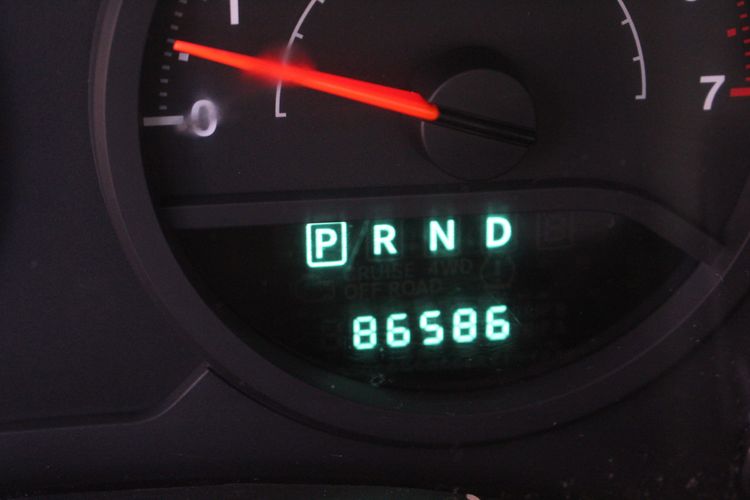 1
0
7
P R N D
CRUISE 4WD
OFF ROAD
86586